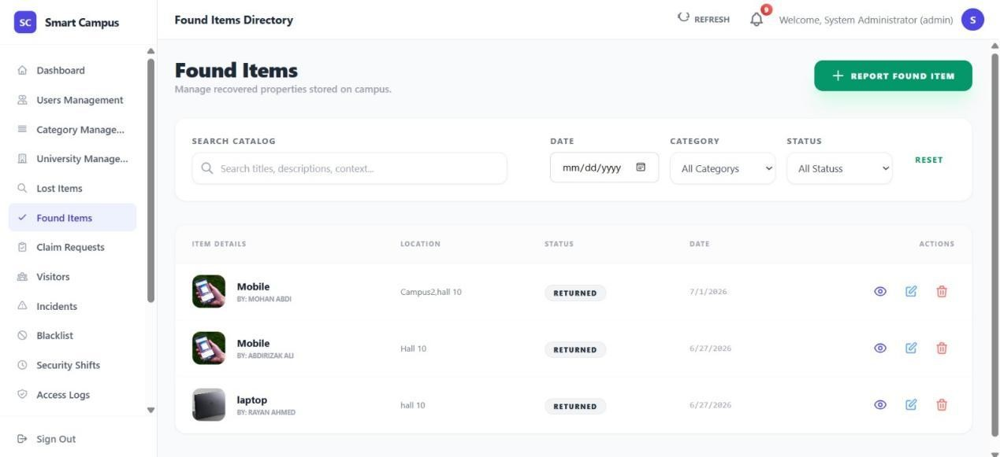 SC Smart Campus
Dashboard
Users Management
Category Manage...
University Manage...
Lost Items
Found Items
Claim Requests
Visitors
Incidents
Blacklist
Security Shifts
Access Logs
Sign Out
Found Items Directory
REFRESH
9
Welcome, System Administrator (admin)
S
Found Items
Manage recovered properties stored on campus.
REPORT FOUND ITEM
SEARCH CATALOG
DATE
CATEGORY
STATUS
Search titles, descriptions, context...
mm/dd/yyyy
All Categorys
All Statuss
RESET
ITEM DETAILS
LOCATION
STATUS
DATE
ACTIONS
Mobile
BY: MOHAN ABDI
Campus2,hall 10
RETURNED
7/1/2026
Mobile
BY: ABDIRIZAK ALI
Hall 10
RETURNED
6/27/2026
laptop
BY: RAYAN AHMED
hall 10
RETURNED
6/27/2026